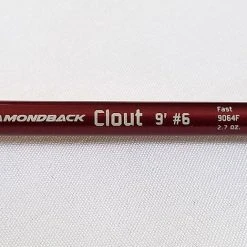 AMONDBACK Clout 9' #6
Fast
9064F
2.7 OZ.